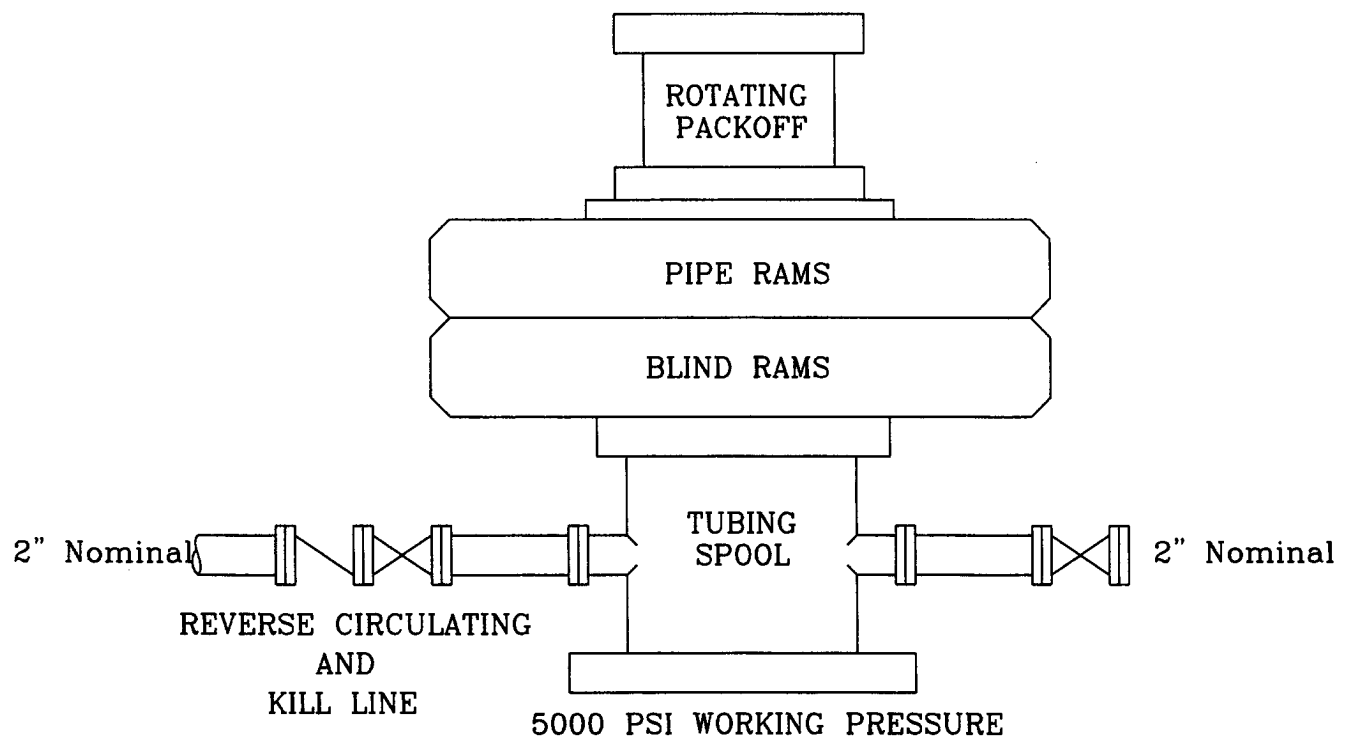 ROTATING
PACKOFF
PIPE RAMS
BLIND RAMS
TUBING
SPOOL
2" Nominal
2" Nominal
REVERSE CIRCULATING
AND
KILL LINE
5000 PSI WORKING PRESSURE